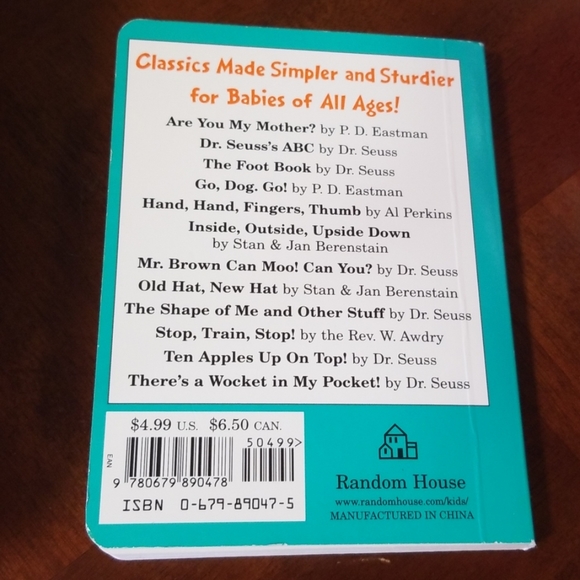 Classics Made Simpler and Sturdier
for Babies of All Ages!
Are You My Mother? by P. D. Eastman
Dr. Seuss's ABC by Dr. Seuss
The Foot Book by Dr. Seuss
Go, Dog. Go! by P. D. Eastman
Hand, Hand, Fingers, Thumb by Al Perkins
Inside, Outside, Upside Down
by Stan & Jan Berenstain
Mr. Brown Can Moo! Can You? by Dr. Seuss
Old Hat, New Hat by Stan & Jan Berenstain
The Shape of Me and Other Stuff by Dr. Seuss
Stop, Train, Stop! by the Rev. W. Awdry
Ten Apples Up On Top! by Dr. Seuss
There's a Wocket in My Pocket! by Dr. Seuss
$4.99 U.S. $6.50 CAN.
50499>
EAN
9 780679 890478
ISBN 0-679-89047-5
Random House
www.randomhouse.com/kids/
MANUFACTURED IN CHINA